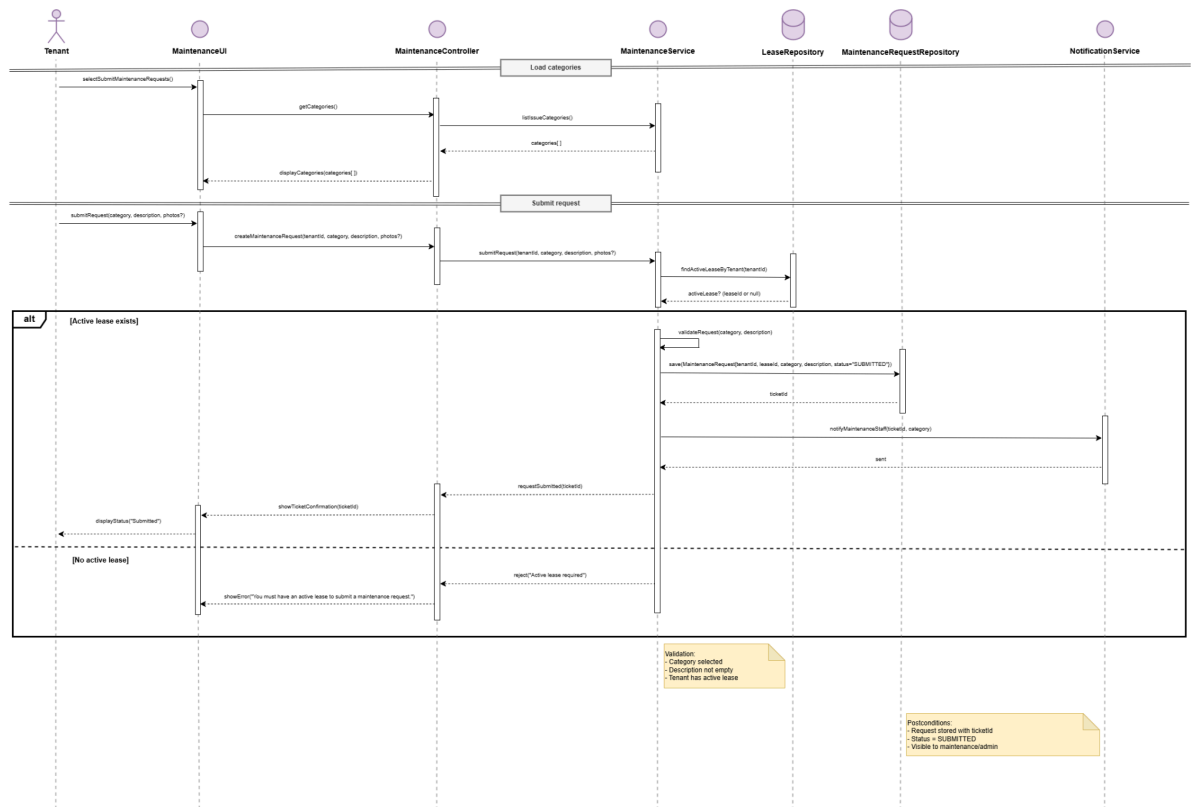 Tenant
MaintenanceUI
MaintenanceController
MaintenanceService
LeaseRepository
MaintenanceRequestRepository
NotificationService
Load categories
selectSubmitMaintenanceRequests()
getCategories()
listIssueCategories()
categories[ ]
displayCategories(categories[ ])
Submit request
submitRequest(category, description, photos?)
createMaintenanceRequest(tenantId, category, description, photos?)
submitRequest(tenantId, category, description, photos?)
findActiveLeaseByTenant(tenantId)
activeLease? (leaseId or null)
alt
[Active lease exists]
validateRequest(category, description)
save(MaintenanceRequest{tenantId, leaseId, category, description, status="SUBMITTED"})
ticketId
notifyMaintenanceStaff(ticketId, category)
sent
requestSubmitted(ticketId)
showTicketConfirmation(ticketId)
displayStatus("Submitted")
[No active lease]
reject("Active lease required")
showError("You must have an active lease to submit a maintenance request.")
Validation:
- Category selected
- Description not empty
- Tenant has active lease
Postconditions:
- Request stored with ticketId
- Status = SUBMITTED
- Visible to maintenance/admin